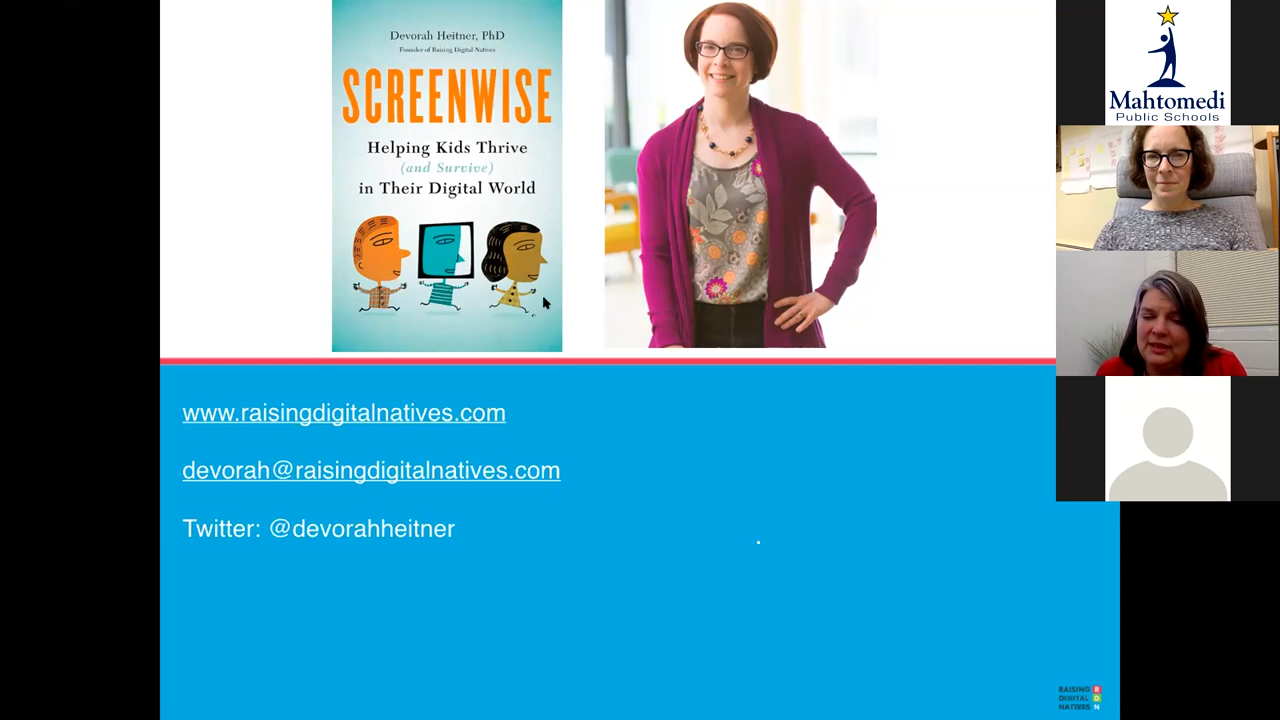 Devorah Heitner, PhD
Founder of Raising Digital Natives
SCREENWISE
Helping Kids Thrive
(and Survive)
in Their Digital World
www.raisingdigitalnatives.com
devorah@raisingdigitalnatives.com
Twitter: @devorahheitner
Mahtomedi
Public Schools
RAISING R
DIGITAL D
NATIVES N